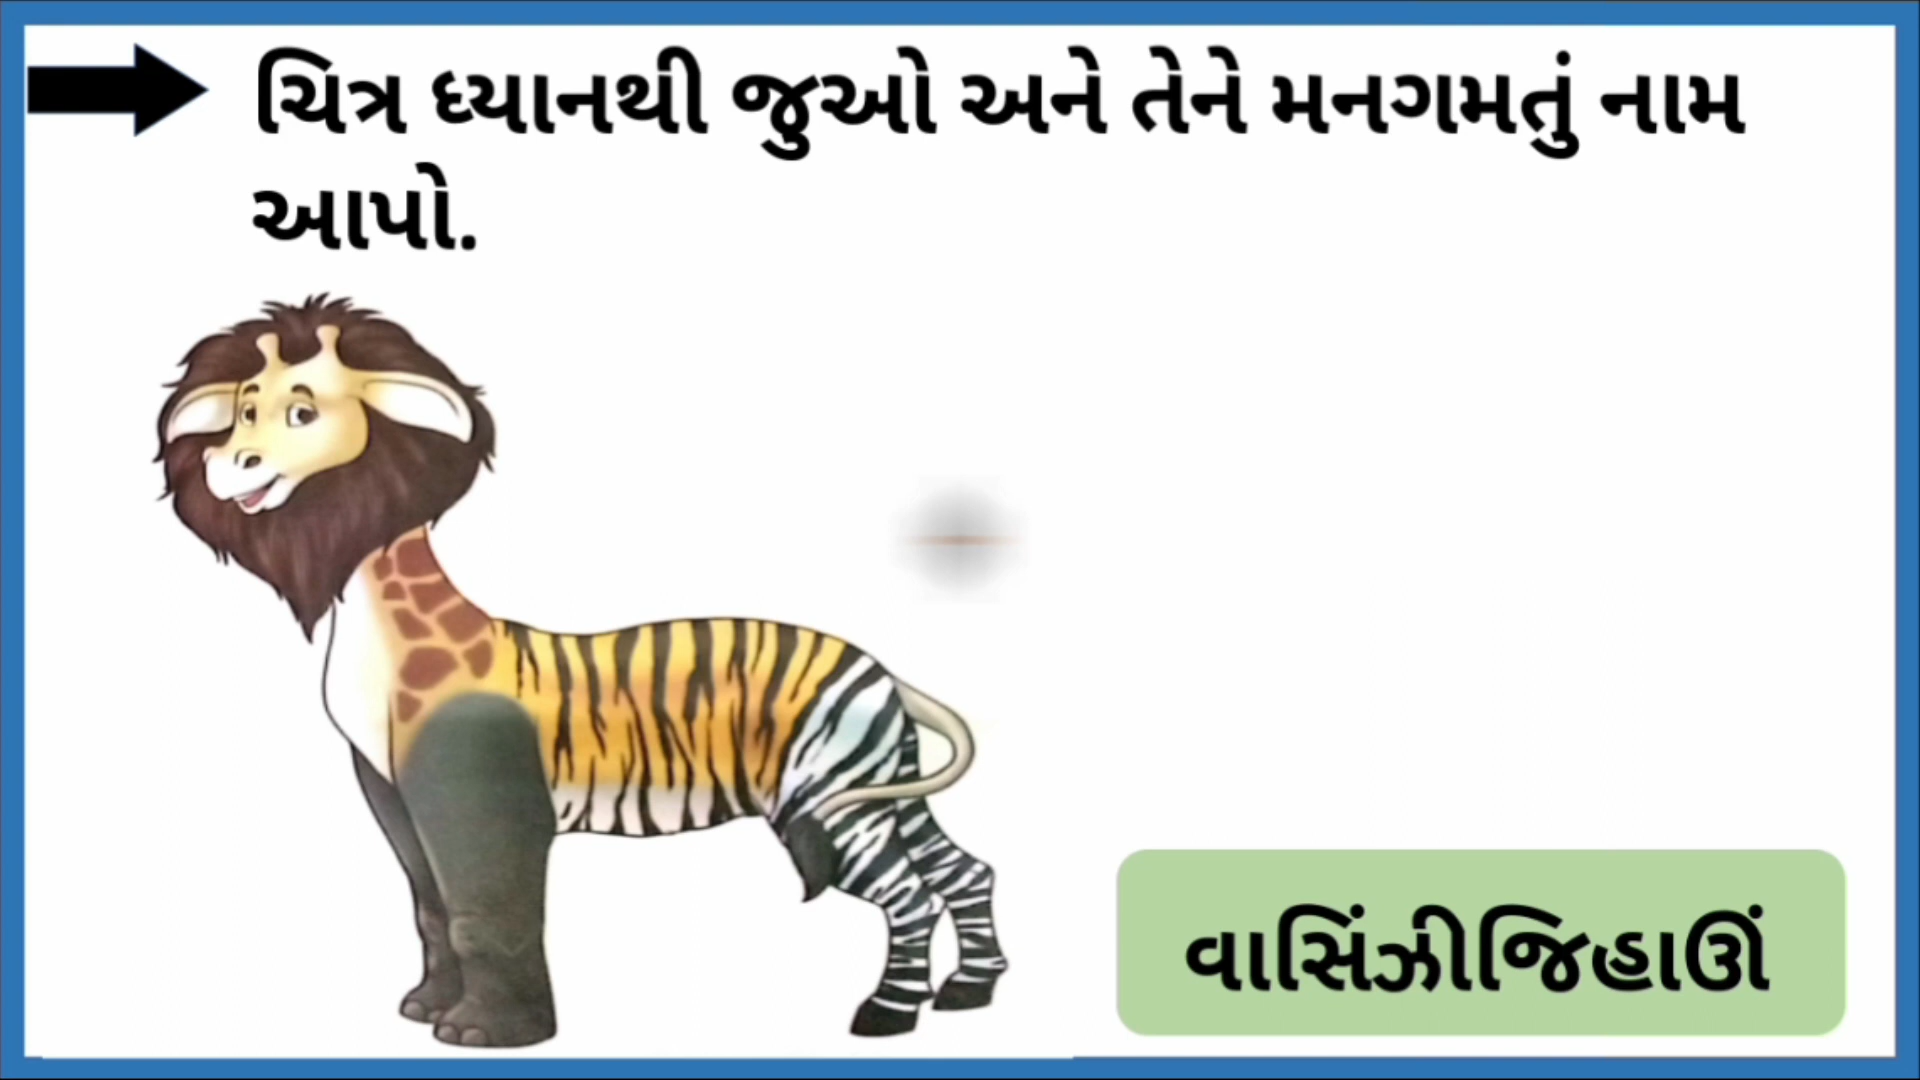 ચિત્ર ધ્યાનથી જુઓ અને તેને મનગમતું નામ
આપો.
વાસિંઝીજિહાઊં